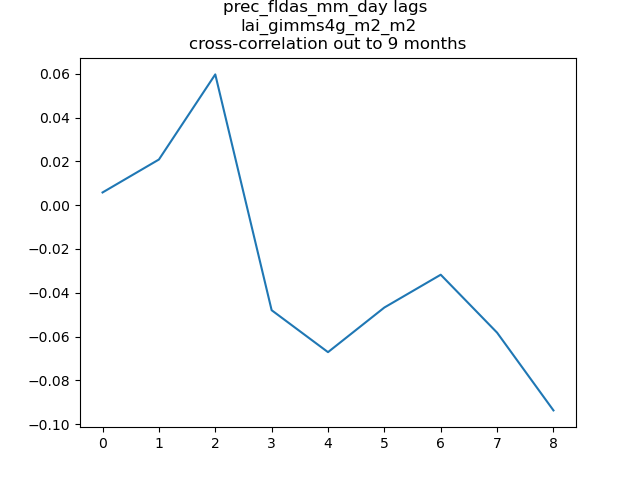 prec_fldas_mm_day lags
lai_gimms4g_m2_m2
cross-correlation out to 9 months
0.06
0.04
0.02
0.00
−0.02
−0.04
−0.06
−0.08
−0.10
0 1 2 3 4 5 6 7 8